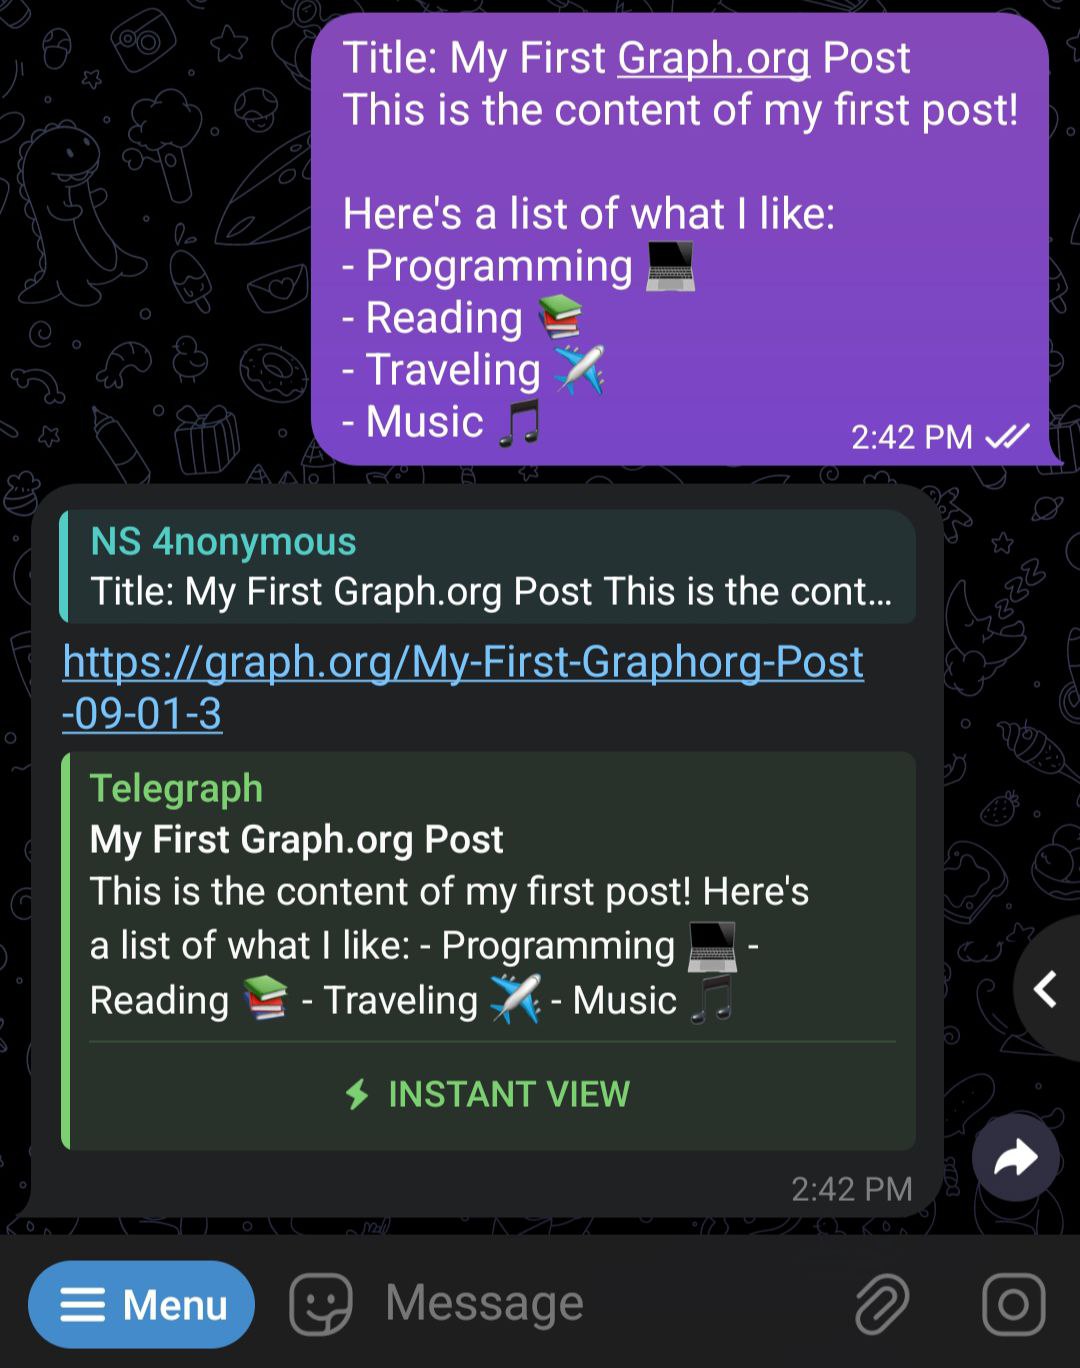 Title: My First Graph.org Post
This is the content of my first post!
Here's a list of what I like:
- Programming 💻
- Reading 📚
- Traveling ✈️
- Music 🎵
2:42 PM
NS 4nonymous
Title: My First Graph.org Post This is the cont...
https://graph.org/My-First-Graphorg-Post
-09-01-3
Telegraph
My First Graph.org Post
This is the content of my first post! Here's
a list of what I like: - Programming 💻 -
Reading 📚 - Traveling ✈️ - Music 🎵
INSTANT VIEW
2:42 PM
Menu
Message